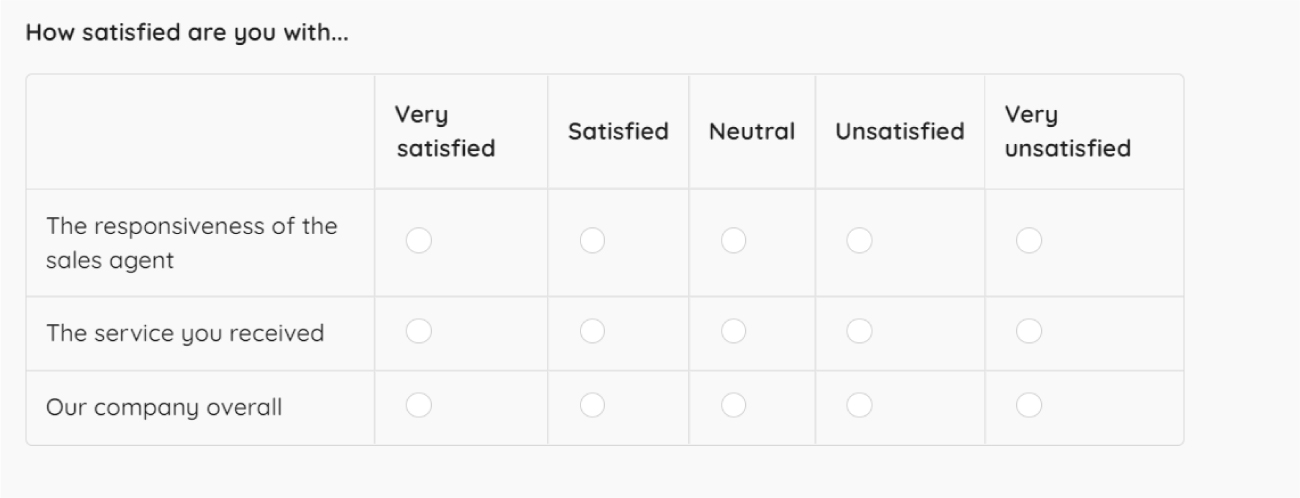 How satisfied are you with...
Very
satisfied
Satisfied
Neutral
Unsatisfied
Very
unsatisfied
The responsiveness of the
sales agent
The service you received
Our company overall